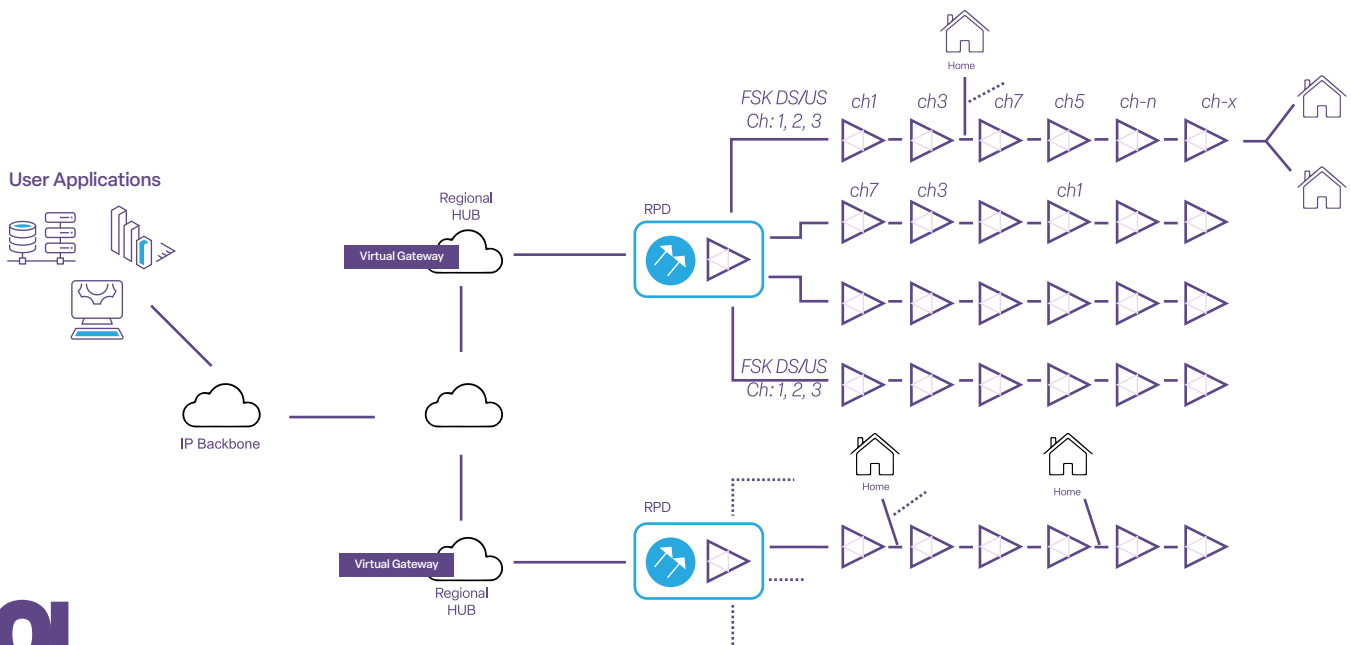 Home
FSK DS/US
Ch: 1, 2, 3
ch1
ch3
ch7
ch5
ch-n
ch-x
User Applications
Regional
HUB
Virtual Gateway
RPD
ch7
ch3
ch1
FSK DS/US
Ch: 1, 2, 3
IP Backbone
Home
Home
RPD
Virtual Gateway
Regional
HUB